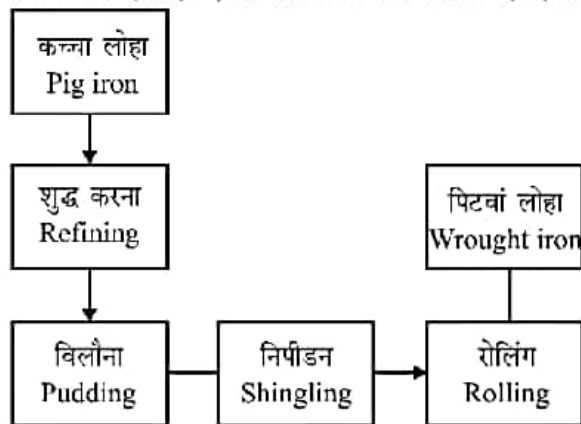 कच्चा लोहा
Pig iron
शुद्ध करना
Refining
पिटवां लोहा
Wrought iron
विलौना
Pudding
निपीडन
Shingling
रोलिंग
Rolling